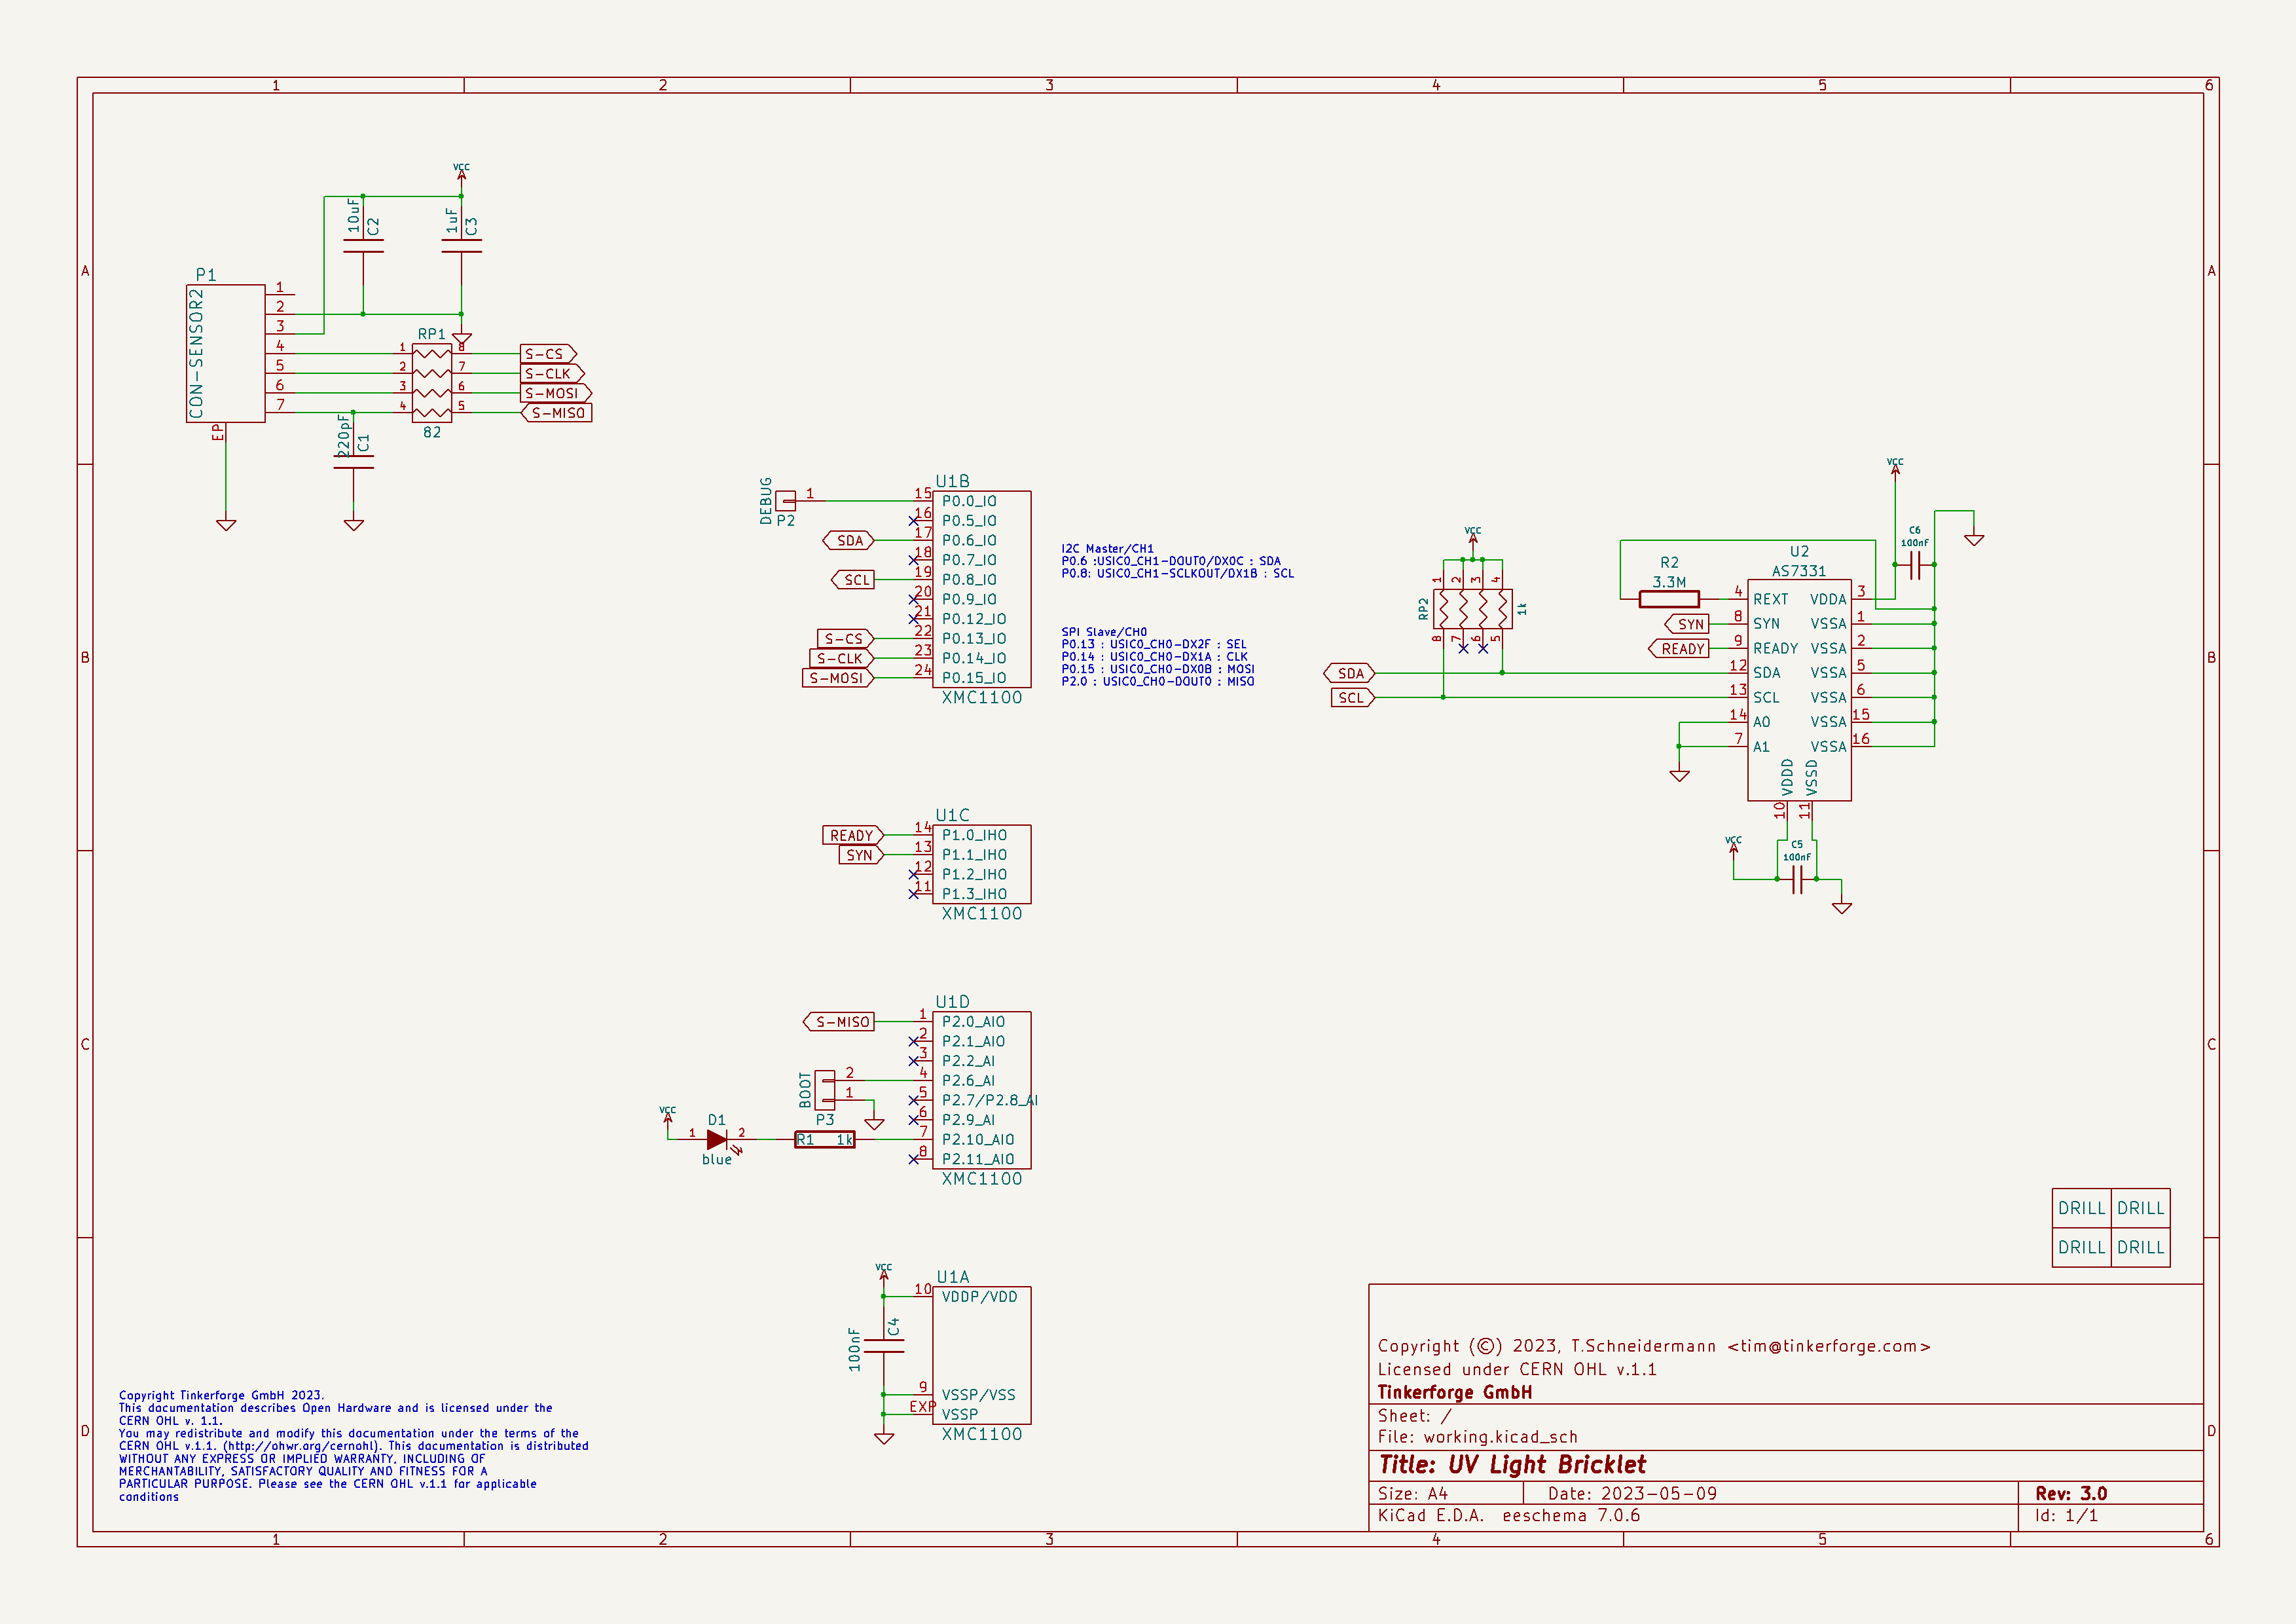 1 2 3 4 5 6
A
B
C
D
A
B
C
D
1 2 3 4 5 6
VCC
10uF
C2
1uF
C3
P1
CON-SENSOR2
1
2
3
4
5
6
7
EP
RP1
1
2
3
4
8
7
6
5
82
S-CS
S-CLK
S-MOSI
S-MISO
220pF
C1
DEBUG
P2
1
U1B
15 P0.0_IO
16 P0.5_IO
SDA 17 P0.6_IO
18 P0.7_IO
SCL 19 P0.8_IO
20 P0.9_IO
21 P0.12_IO
S-CS 22 P0.13_IO
S-CLK 23 P0.14_IO
S-MOSI 24 P0.15_IO
XMC1100
I2C Master/CH1
P0.6 :USIC0_CH1-DOUT0/DX0C : SDA
P0.8: USIC0_CH1-SCLKOUT/DX1B : SCL
SPI Slave/CH0
P0.13 : USIC0_CH0-DX2F : SEL
P0.14 : USIC0_CH0-DX1A : CLK
P0.15 : USIC0_CH0-DX0B : MOSI
P2.0 : USIC0_CH0-DOUT0 : MISO
U1C
READY 14 P1.0_IHO
SYN 13 P1.1_IHO
12 P1.2_IHO
11 P1.3_IHO
XMC1100
U1D
S-MISO 1 P2.0_AIO
2 P2.1_AIO
3 P2.2_AI
4 P2.6_AI
5 P2.7/P2.8_AI
6 P2.9_AI
7 P2.10_AIO
8 P2.11_AIO
XMC1100
BOOT
2
1
P3
VCC
D1
1 2
blue
R1 1k
VCC
U1A
10 VDDP/VDD
100nF
C4
9 VSSP/VSS
EXP VSSP
XMC1100
VCC
1 2 3 4
RP2
1k
8 7 6 5
SDA
SCL
R2
3.3M
U2
AS7331
VCC
C6
100nF
4 REXT VDDA 3
SYN 8 SYN VSSA 1
READY 9 READY VSSA 2
12 SDA VSSA 5
13 SCL VSSA 6
14 A0 VSSA 15
7 A1 VSSA 16
VDDD
VSSD
10
11
VCC
C5
100nF
DRILL DRILL
DRILL DRILL
Copyright Tinkerforge GmbH 2023.
This documentation describes Open Hardware and is licensed under the
CERN OHL v. 1.1.
You may redistribute and modify this documentation under the terms of the
CERN OHL v.1.1. (http://ohwr.org/cernohl). This documentation is distributed
WITHOUT ANY EXPRESS OR IMPLIED WARRANTY, INCLUDING OF
MERCHANTABILITY, SATISFACTORY QUALITY AND FITNESS FOR A
PARTICULAR PURPOSE. Please see the CERN OHL v.1.1 for applicable
conditions
Copyright (©) 2023, T.Schneidermann <tim@tinkerforge.com>
Licensed under CERN OHL v.1.1
Tinkerforge GmbH
Sheet: /
File: working.kicad_sch
Title: UV Light Bricklet
Size: A4 Date: 2023-05-09 Rev: 3.0
KiCad E.D.A. eeschema 7.0.6 Id: 1/1